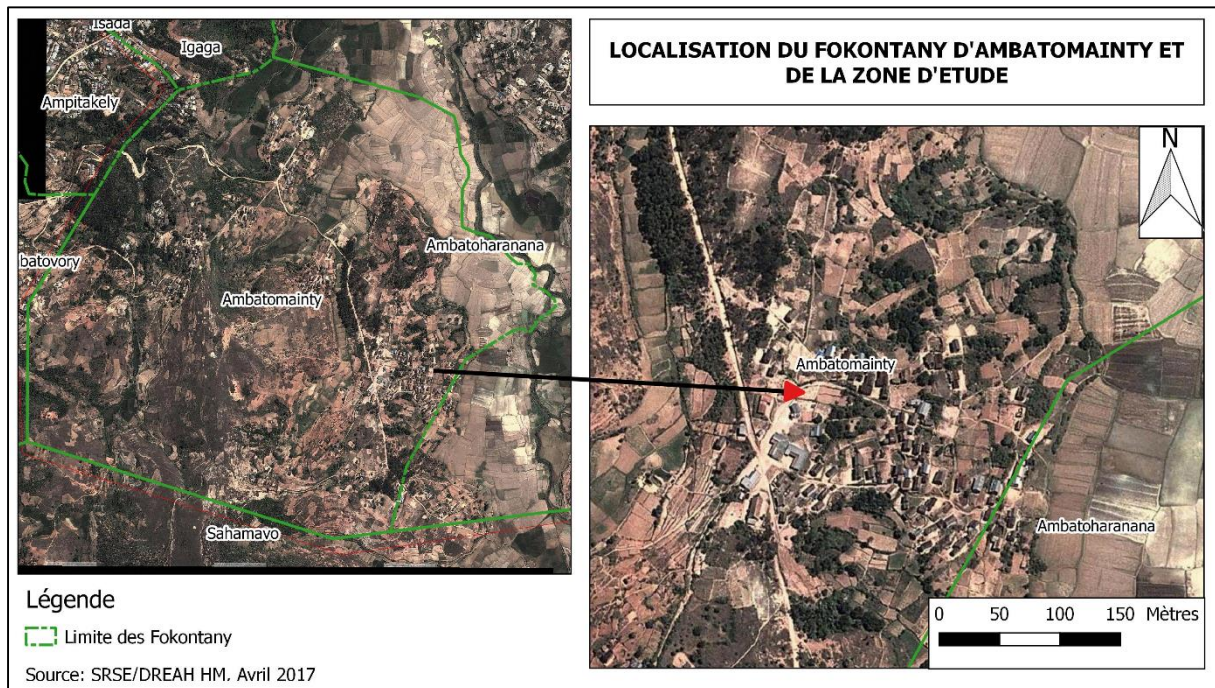 Isada
Igaga
Ampitakely
batovory
Ambatomainty
Ambatoharanana
Sahamavo
Légende
Limite des Fokontany
Source: SRSE/DREAH HM, Avril 2017
LOCALISATION DU FOKONTANY D'AMBATOMAINTY ET
DE LA ZONE D'ETUDE
N
Ambatomainty
Ambatoharanana
0 50 100 150 Mètres